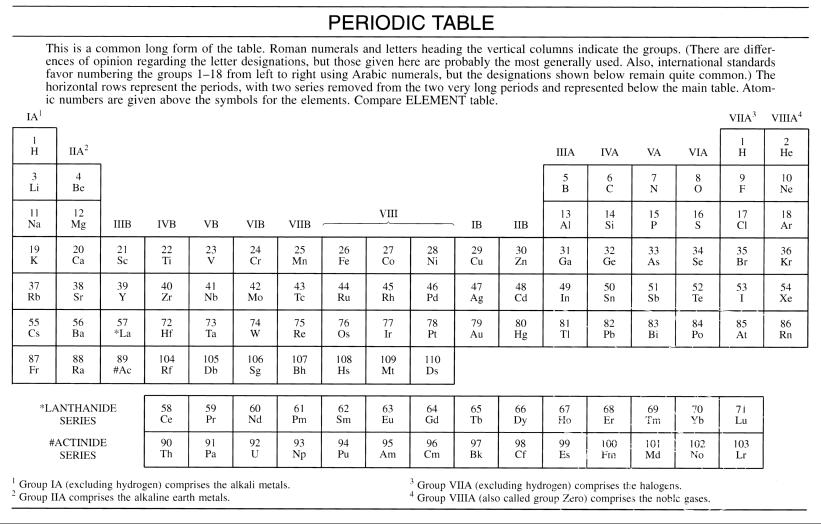 PERIODIC TABLE
This is a common long form of the table. Roman numerals and letters heading the vertical columns indicate the groups. (There are differ-
ences of opinion regarding the letter designations, but those given here are probably the most generally used. Also, international standards
favor numbering the groups 1–18 from left to right using Arabic numerals, but the designations shown below remain quite common.) The
horizontal rows represent the periods, with two series removed from the two very long periods and represented below the main table. Atom-
ic numbers are given above the symbols for the elements. Compare ELEMENT table.
IA¹ VIIA³ VIIIA⁴
1 1 2
H IIA² IIIA IVA VA VIA H He
3 4 5 6 7 8 9 10
Li Be B C N O F Ne
11 12 13 14 15 16 17 18
Na Mg IIIB IVB VB VIB VIIB VIII IB IIB Al Si P S Cl Ar
19 20 21 22 23 24 25 26 27 28 29 30 31 32 33 34 35 36
K Ca Sc Ti V Cr Mn Fe Co Ni Cu Zn Ga Ge As Se Br Kr
37 38 39 40 41 42 43 44 45 46 47 48 49 50 51 52 53 54
Rb Sr Y Zr Nb Mo Tc Ru Rh Pd Ag Cd In Sn Sb Te I Xe
55 56 57 72 73 74 75 76 77 78 79 80 81 82 83 84 85 86
Cs Ba *La Hf Ta W Re Os Ir Pt Au Hg Tl Pb Bi Po At Rn
87 88 89 104 105 106 107 108 109 110
Fr Ra #Ac Rf Db Sg Bh Hs Mt Ds
*LANTHANIDE 58 59 60 61 62 63 64 65 66 67 68 69 70 71
SERIES Ce Pr Nd Pm Sm Eu Gd Tb Dy Ho Er Tm Yb Lu
#ACTINIDE 90 91 92 93 94 95 96 97 98 99 100 101 102 103
SERIES Th Pa U Np Pu Am Cm Bk Cf Es Fm Md No Lr
¹ Group IA (excluding hydrogen) comprises the alkali metals.
² Group IIA comprises the alkaline earth metals.
³ Group VIIA (excluding hydrogen) comprises the halogens.
⁴ Group VIIIA (also called group Zero) comprises the noble gases.